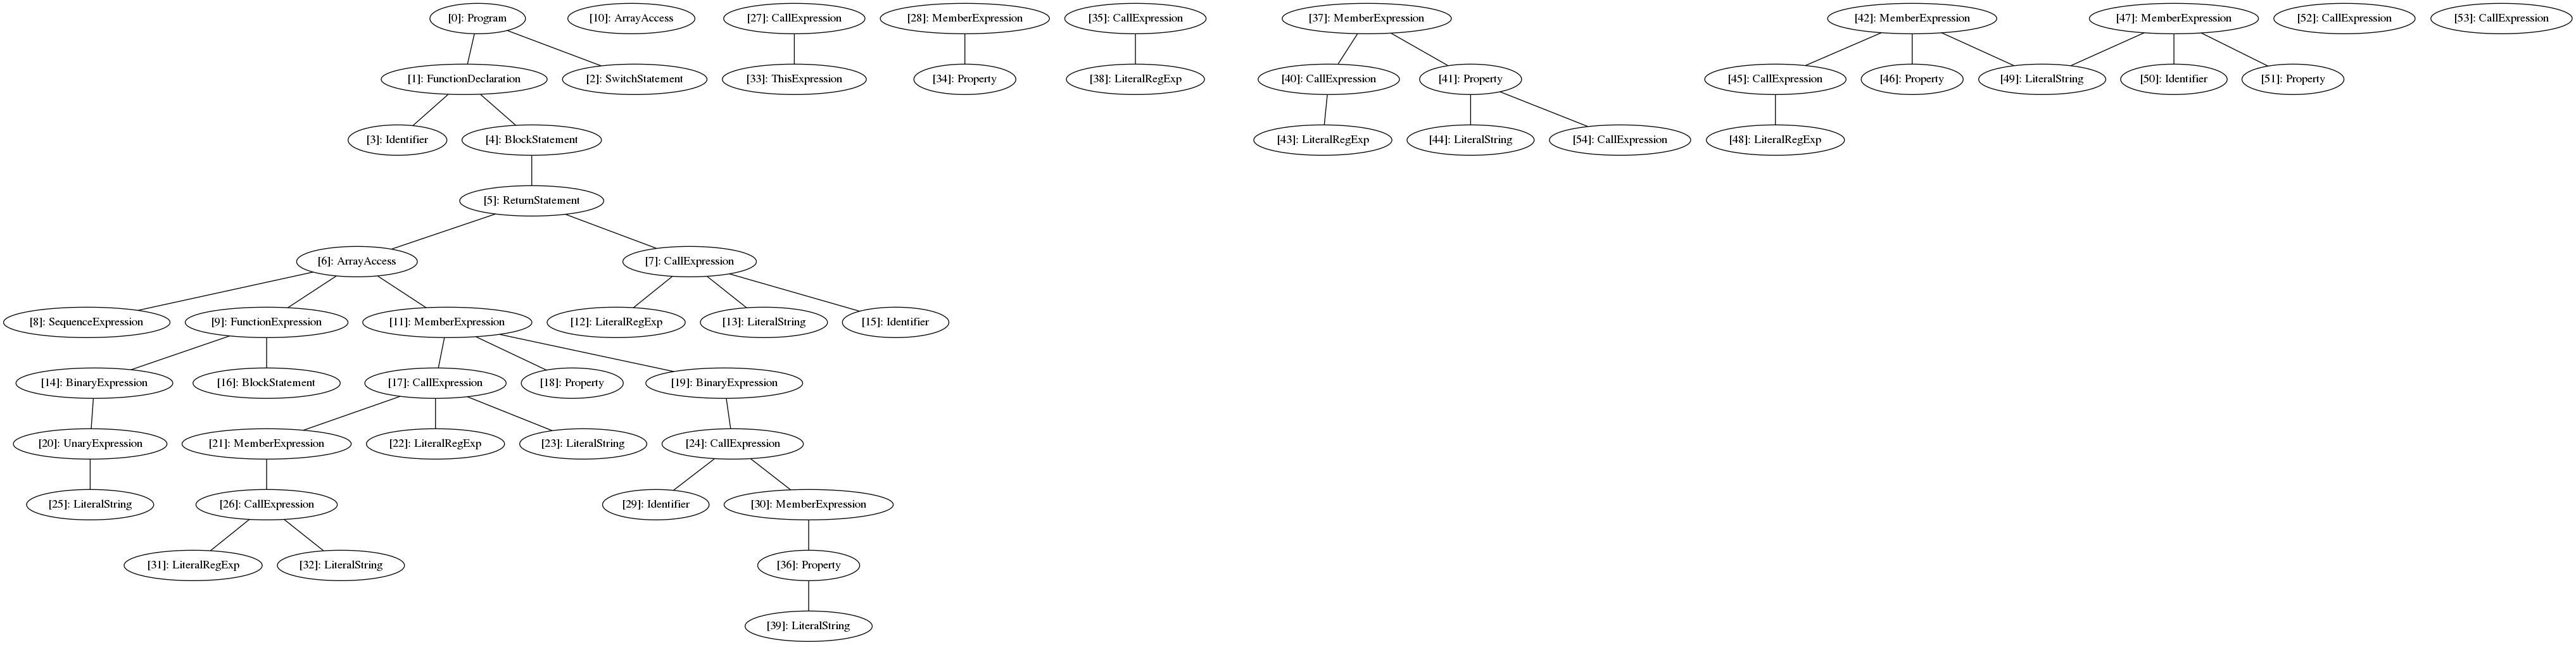 [0]: Program
[10]: ArrayAccess
[27]: CallExpression
[28]: MemberExpression
[35]: CallExpression
[37]: MemberExpression
[42]: MemberExpression
[47]: MemberExpression
[52]: CallExpression
[53]: CallExpression
[1]: FunctionDeclaration
[2]: SwitchStatement
[33]: ThisExpression
[34]: Property
[38]: LiteralRegExp
[40]: CallExpression
[41]: Property
[45]: CallExpression
[46]: Property
[49]: LiteralString
[50]: Identifier
[51]: Property
[3]: Identifier
[4]: BlockStatement
[43]: LiteralRegExp
[44]: LiteralString
[54]: CallExpression
[48]: LiteralRegExp
[5]: ReturnStatement
[6]: ArrayAccess
[7]: CallExpression
[8]: SequenceExpression
[9]: FunctionExpression
[11]: MemberExpression
[12]: LiteralRegExp
[13]: LiteralString
[15]: Identifier
[14]: BinaryExpression
[16]: BlockStatement
[17]: CallExpression
[18]: Property
[19]: BinaryExpression
[20]: UnaryExpression
[21]: MemberExpression
[22]: LiteralRegExp
[23]: LiteralString
[24]: CallExpression
[25]: LiteralString
[26]: CallExpression
[29]: Identifier
[30]: MemberExpression
[31]: LiteralRegExp
[32]: LiteralString
[36]: Property
[39]: LiteralString